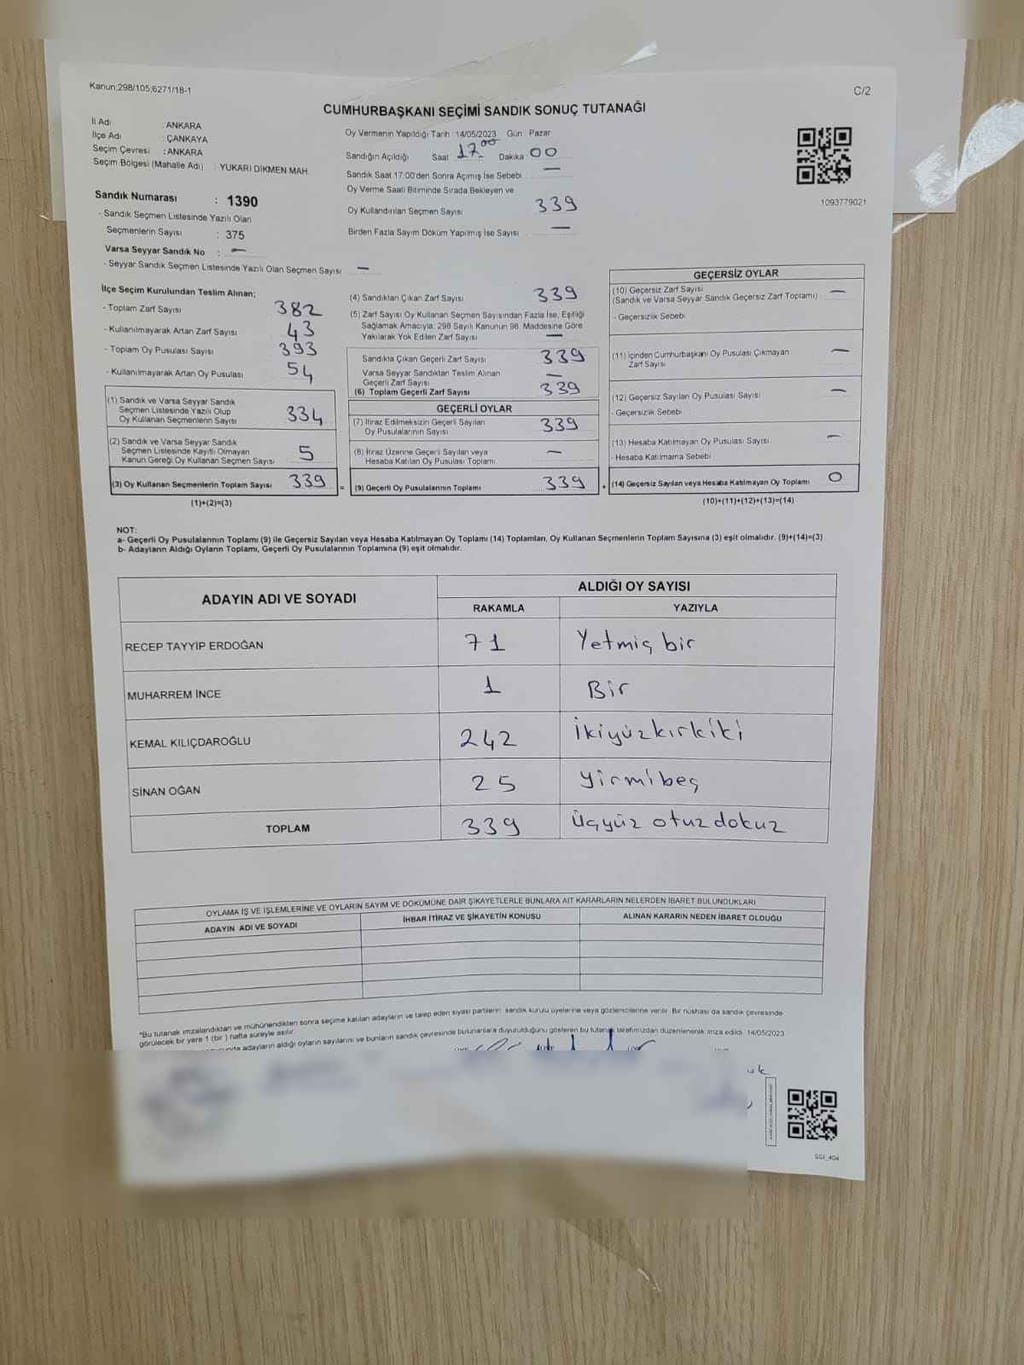 Kanun;298/105;6271/18-1
C/2
CUMHURBAŞKANI SEÇİMİ SANDIK SONUÇ TUTANAĞI
İl Adı : ANKARA
İlçe Adı : ÇANKAYA
Seçim Çevresi : ANKARA
Seçim Bölgesi (Mahalle Adı) : YUKARI DİKMEN MAH
Sandık Numarası : 1390
- Sandık Seçmen Listesinde Yazılı Olan
Seçmenlerin Sayısı : 375
Varsa Seyyar Sandık No : —
- Seyyar Sandık Seçmen Listesinde Yazılı Olan Seçmen Sayısı —
Oy Vermenin Yapıldığı Tarih 14/05/2023 Gün : Pazar
Sandığın Açıldığı Saat 17:00 Dakika 00
Sandık Saat 17:00'den Sonra Açımış İse Sebebi —
Oy Verme Saati Bitiminde Sırada Bekleyen ve
Oy Kullandırılan Seçmen Sayısı 339
Birden Fazla Sayım Döküm Yapılmış İse Sayısı —
1093779021
İlçe Seçim Kurulundan Teslim Alınan;
- Toplam Zarf Sayısı 382
- Kullanılmayarak Artan Zarf Sayısı 43
- Toplam Oy Pusulası Sayısı 393
- Kullanılmayarak Artan Oy Pusulası 54
(1) Sandık ve Varsa Seyyar Sandık
Seçmen Listesinde Yazılı Olup
Oy Kullanan Seçmenlerin Sayısı 334
(2) Sandık ve Varsa Seyyar Sandık
Seçmen Listesinde Kayıtlı Olmayan
Kanun Gereği Oy Kullanan Seçmen Sayısı 5
(3) Oy Kullanan Seçmenlerin Toplam Sayısı 339
(1)+(2)=(3)
(4) Sandıktan Çıkan Zarf Sayısı 339
(5) Zarf Sayısı Oy Kullanan Seçmen Sayısından Fazla İse, Eşitliği
Sağlamak Amacıyla; 298 Sayılı Kanunun 98. Maddesine Göre
Yakılarak Yok Edilen Zarf Sayısı —
Sandıkta Çıkan Geçerli Zarf Sayısı 339
Varsa Seyyar Sandıktan Teslim Alınan
Geçerli Zarf Sayısı —
(6) Toplam Geçerli Zarf Sayısı 339
GEÇERLİ OYLAR
(7) İtiraz Edilmeksizin Geçerli Sayılan
Oy Pusulalarının Sayısı 339
(8) İtiraz Üzerine Geçerli Sayılan veya
Hesaba Katılan Oy Pusulası Toplamı —
= (9) Geçerli Oy Pusulalarının Toplamı 339
GEÇERSİZ OYLAR
(10) Geçersiz Zarf Sayısı —
(Sandık ve Varsa Seyyar Sandık Geçersiz Zarf Toplamı)
- Geçersizlik Sebebi
(11) İçinden Cumhurbaşkanı Oy Pusulası Çıkmayan —
Zarf Sayısı
(12) Geçersiz Sayılan Oy Pusulası Sayısı —
- Geçersizlik Sebebi
(13) Hesaba Katılmayan Oy Pusulası Sayısı —
- Hesaba Katılmama Sebebi
+ (14) Geçersiz Sayılan veya Hesaba Katılmayan Oy Toplamı 0
(10)+(11)+(12)+(13)=(14)
NOT:
a- Geçerli Oy Pusulalarının Toplamı (9) ile Geçersiz Sayılan veya Hesaba Katılmayan Oy Toplamı (14) Toplamları, Oy Kullanan Seçmenlerin Toplam Sayısına (3) eşit olmalıdır. (9)+(14)=(3)
b- Adayların Aldığı Oyların Toplamı, Geçerli Oy Pusulalarının Toplamına (9) eşit olmalıdır.
ADAYIN ADI VE SOYADI
ALDIĞI OY SAYISI
RAKAMLA YAZIYLA
RECEP TAYYİP ERDOĞAN 71 Yetmiş bir
MUHARREM İNCE 1 Bir
KEMAL KILIÇDAROĞLU 242 İkiyüzkırkiki
SİNAN OĞAN 25 Yirmibeş
TOPLAM 339 Üçyüz otuz dokuz
OYLAMA İŞ VE İŞLEMLERİNE VE OYLARIN SAYIM VE DÖKÜMÜNE DAİR ŞİKAYETLERLE BUNLARA AİT KARARLARIN NELERDEN İBARET BULUNDUKLARI
ADAYIN ADI VE SOYADI İHBAR İTİRAZ VE ŞİKAYETİN KONUSU ALINAN KARARIN NEDEN İBARET OLDUĞU
"Bu tutanak imzalandıktan ve mühürlendikten sonra seçime katılan adayların ve talep eden siyasi partilerin sandık kurulu üyelerine veya gözlemcilerine verilir. Bir nüshası da sandık çevresinde
görülecek bir yere 1 (bir) hafta süreyle asılır.
adayların aldığı oyların sayılarını ve bunların sandık çevresinde bulunanlara duyurulduğunu gösteren bu tutanak tarafımızdan düzenlenerek imza edildi. 14/05/2023